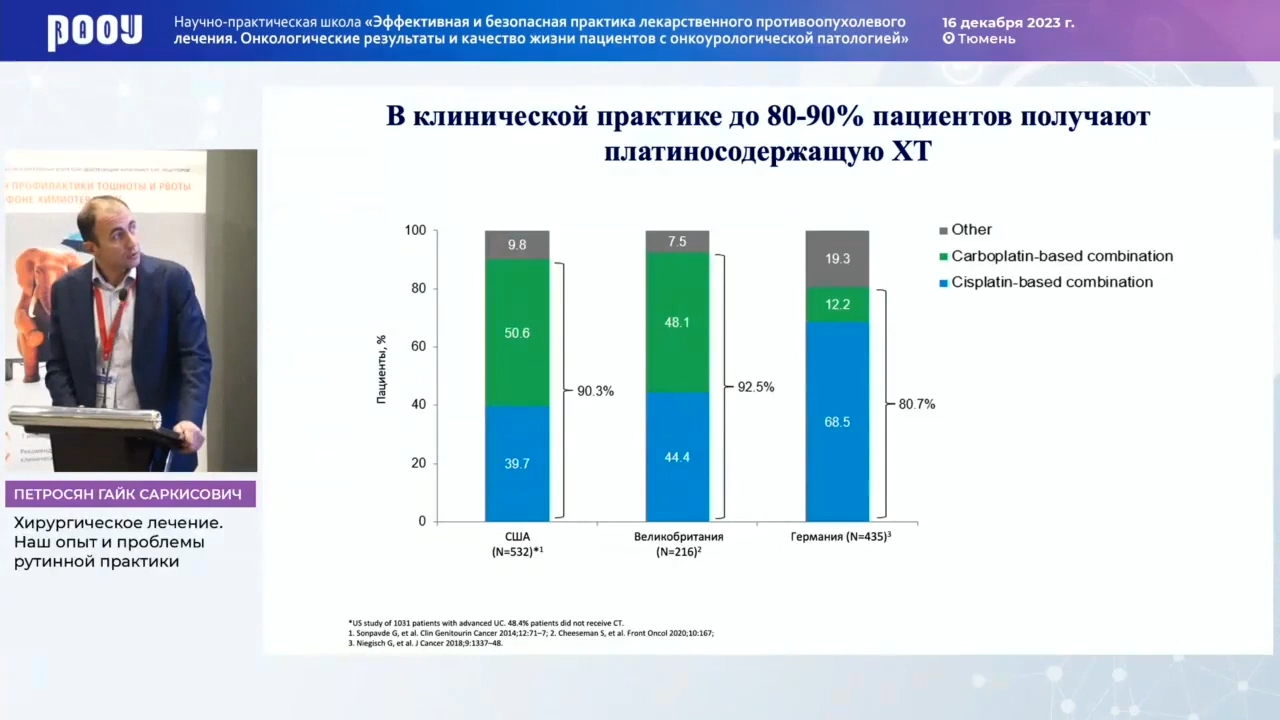 РАОУ
RAOU
Научно-практическая школа «Эффективная и безопасная практика лекарственного противоопухолевого
лечения. Онкологические результаты и качество жизни пациентов с онкоурологической патологией»
16 декабря 2023 г.
Тюмень
ПРОФИЛАКТИКИ ТОШНОТЫ И РВОТЫ
ФОНЕ
ПЕТРОСЯН ГАЙК САРКИСОВИЧ
Хирургическое лечение.
Наш опыт и проблемы
рутинной практики
В клинической практике до 80-90% пациентов получают
платиносодержащую ХТ
Пациенты, %
100
80
60
40
20
0
9.8
50.6
39.7
90.3%
7.5
48.1
44.4
92.5%
19.3
12.2
68.5
80.7%
США
(N=532)*1
Великобритания
(N=216)2
Германия (N=435)3
Other
Carboplatin-based combination
Cisplatin-based combination
*US study of 1031 patients with advanced UC. 48.4% patients did not receive CT.
1. Sonpavde G, et al. Clin Genitourin Cancer 2014;12:71–7; 2. Cheeseman S, et al. Front Oncol 2020;10:167;
3. Niegisch G, et al. J Cancer 2018;9:1337–48.